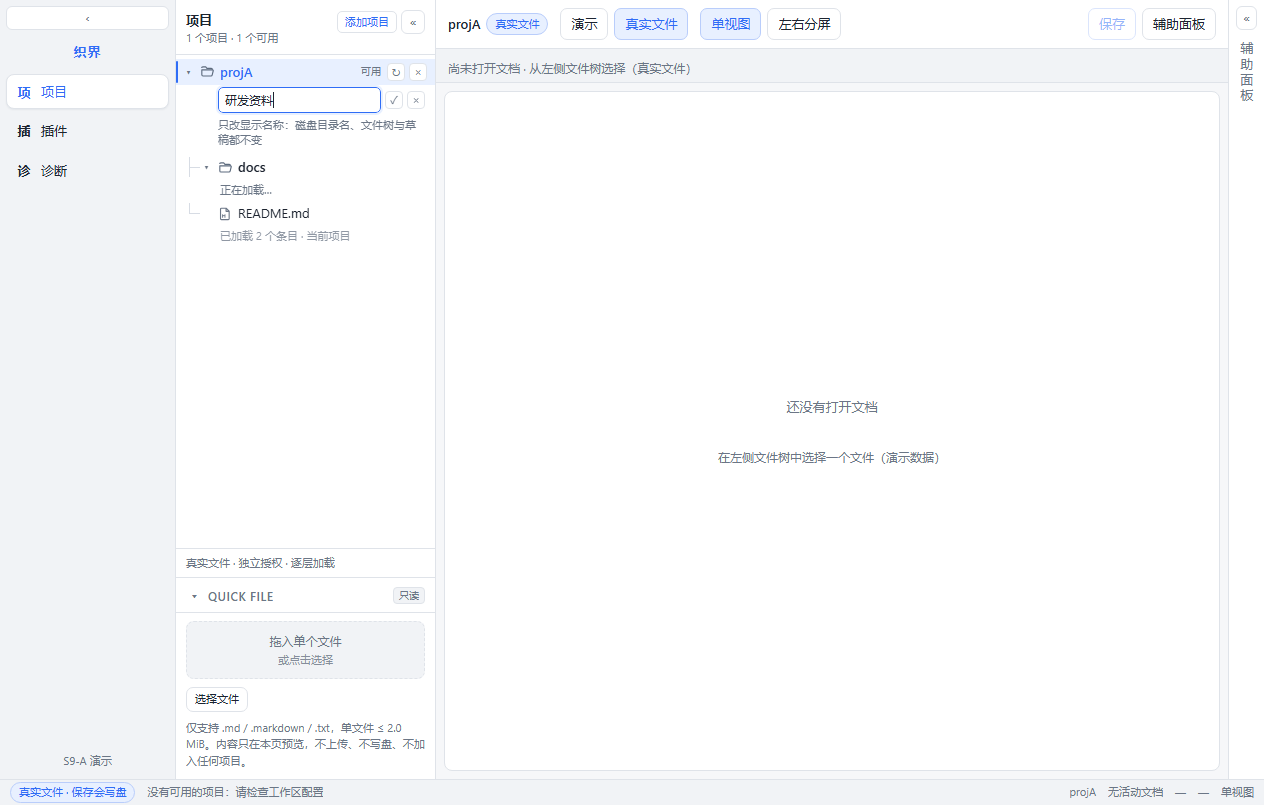 ‹
织界
项 项目
插 插件
诊 诊断
S9-A 演示
项目
1 个项目 · 1 个可用
添加项目
«
▾ projA 可用 ↻ ×
研发资料 ✓ ×
只改显示名称：磁盘目录名、文件树与草
稿都不变
▾ docs
正在加载...
README.md
已加载 2 个条目 · 当前项目
真实文件 · 独立授权 · 逐层加载
▾ QUICK FILE 只读
拖入单个文件
或点击选择
选择文件
仅支持 .md / .markdown / .txt，单文件 ≤ 2.0
MiB。内容只在本页预览，不上传、不写盘、不加
入任何项目。
projA 真实文件 演示 真实文件 单视图 左右分屏 保存 辅助面板
尚未打开文档 · 从左侧文件树选择（真实文件）
还没有打开文档
在左侧文件树中选择一个文件（演示数据）
«
辅助面板
真实文件 · 保存会写盘 没有可用的项目：请检查工作区配置 projA 无活动文档 — — 单视图